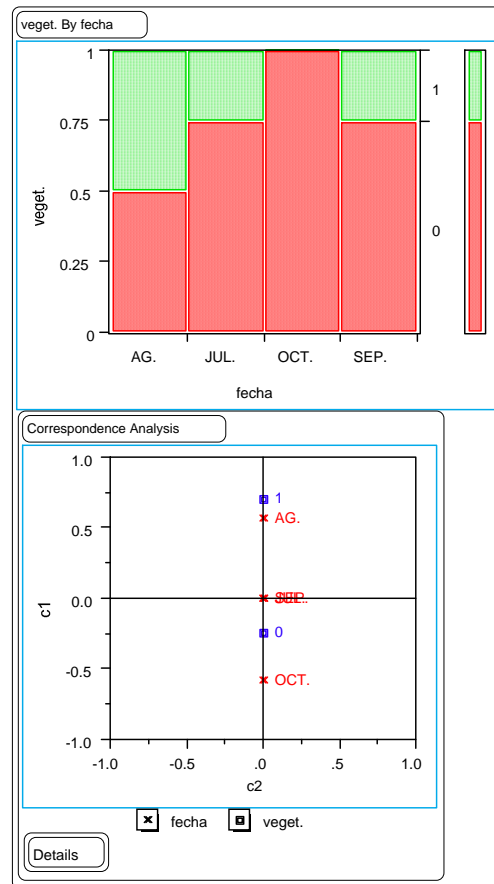 veget. By fecha
1
0.75
0.5
0.25
0
veget.
1
0
AG. JUL. OCT. SEP.
fecha
Correspondence Analysis
1.0
0.5
0.0
-0.5
-1.0
c1
1
AG.
0
OCT.
-1.0 -0.5 .0 .5 1.0
c2
fecha veget.
Details